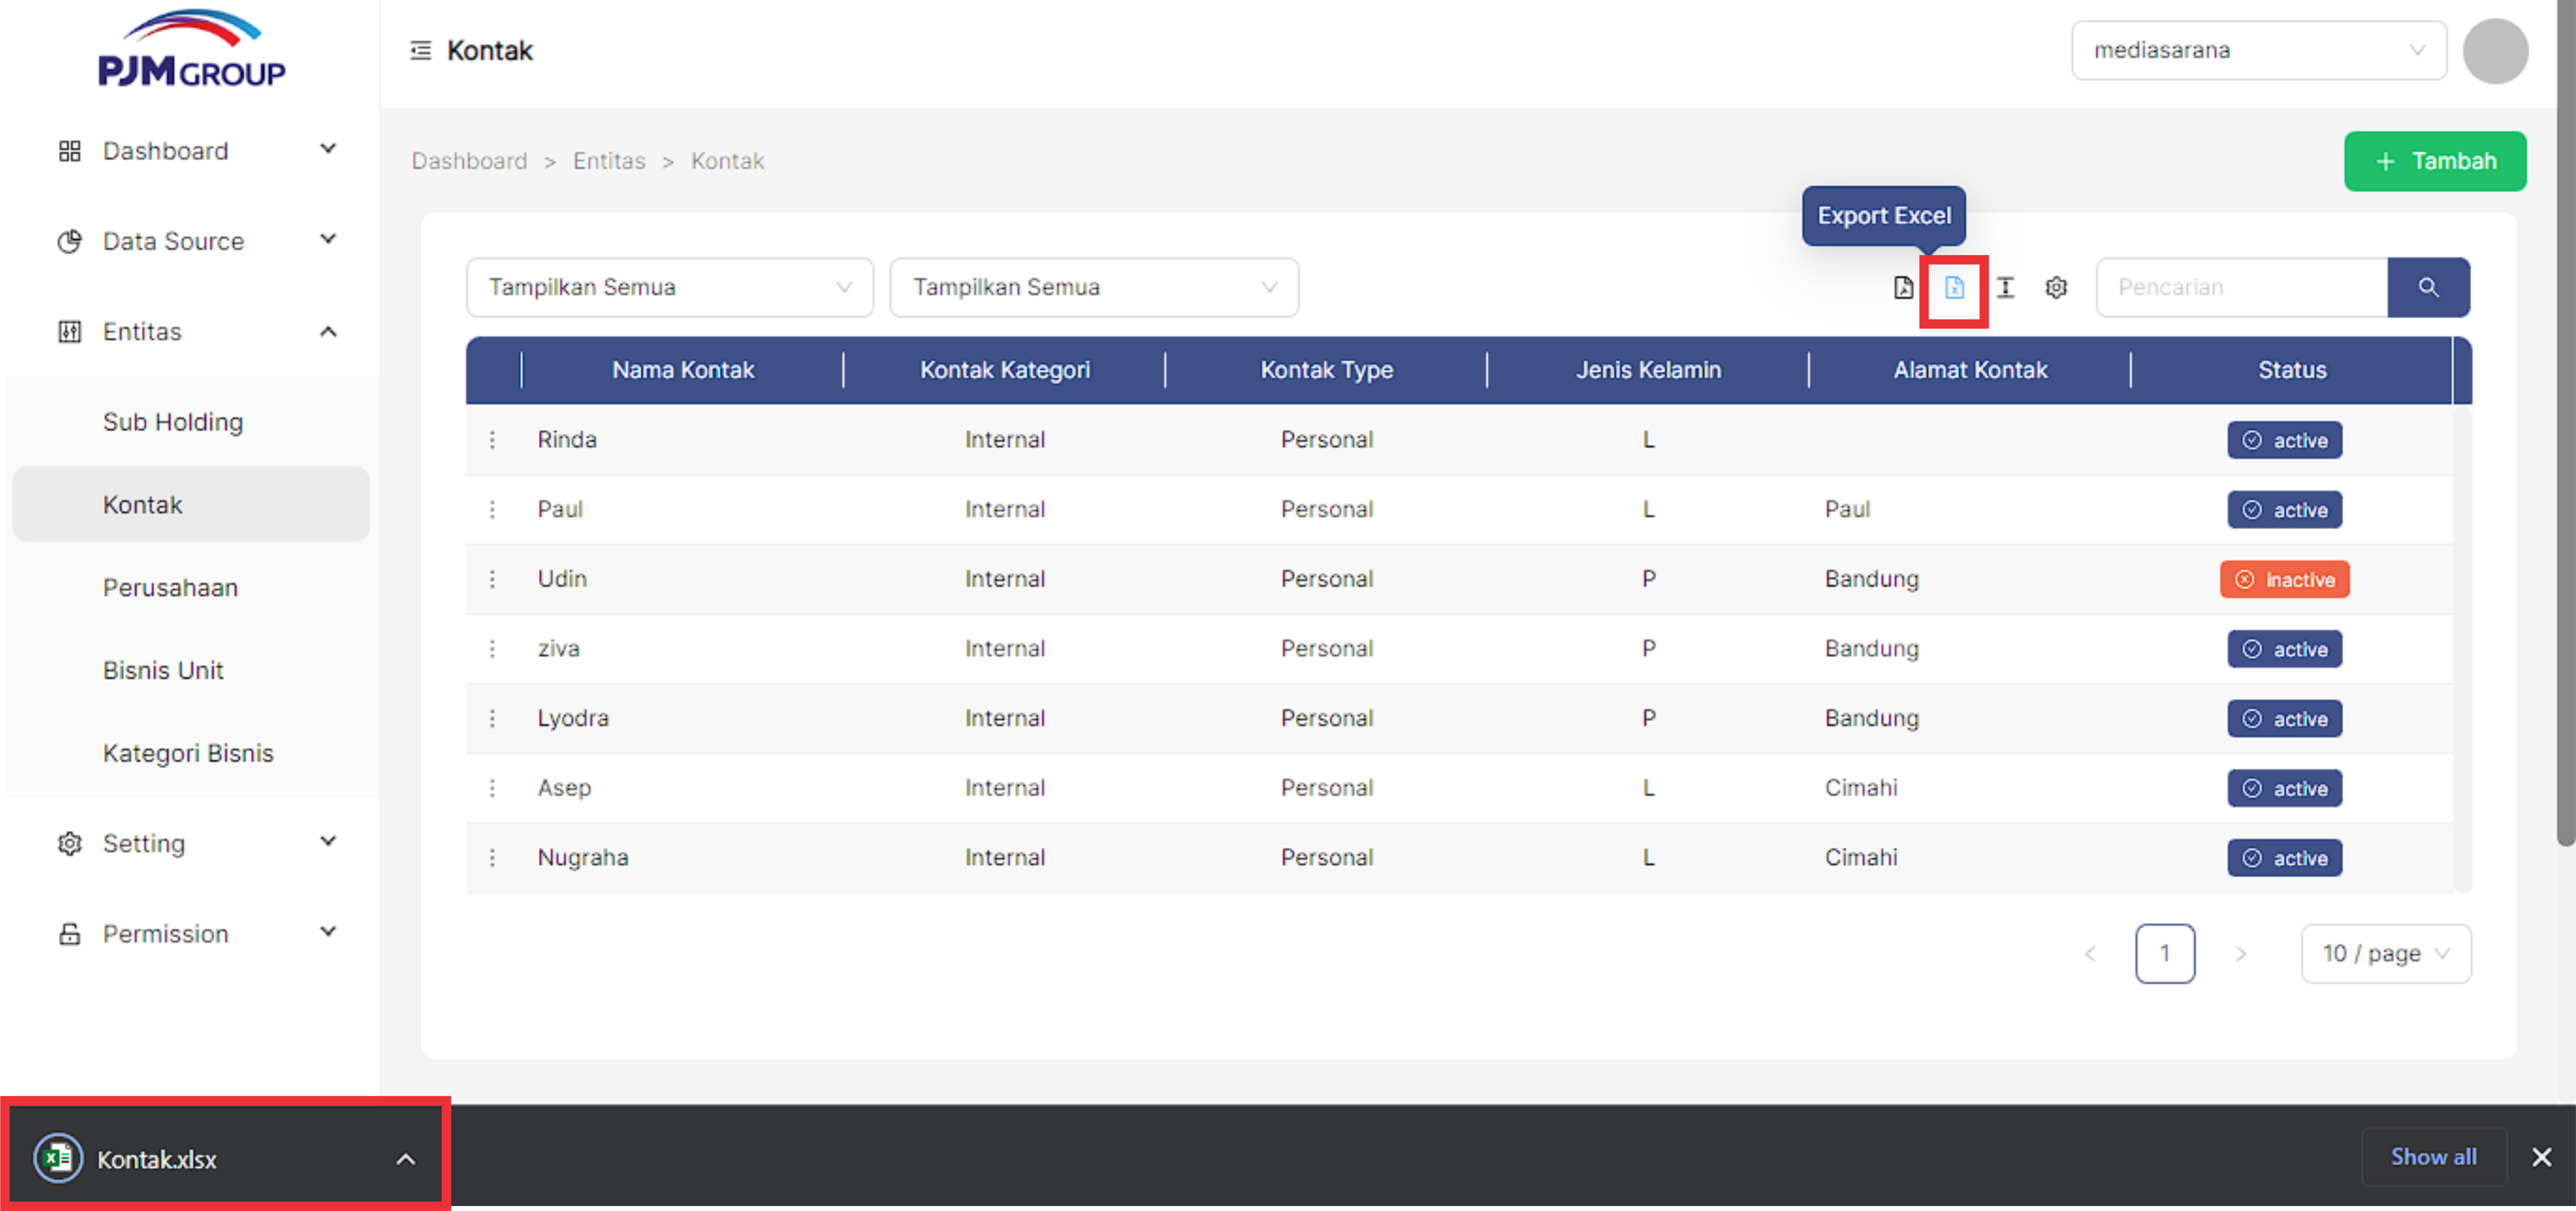 PJM GROUP
Kontak
mediasarana
Dashboard
Data Source
Entitas
Sub Holding
Kontak
Perusahaan
Bisnis Unit
Kategori Bisnis
Setting
Permission
Dashboard > Entitas > Kontak
+ Tambah
Export Excel
Tampilkan Semua Tampilkan Semua Pencarian
Nama Kontak Kontak Kategori Kontak Type Jenis Kelamin Alamat Kontak Status
Rinda Internal Personal L active
Paul Internal Personal L Paul active
Udin Internal Personal P Bandung inactive
ziva Internal Personal P Bandung active
Lyodra Internal Personal P Bandung active
Asep Internal Personal L Cimahi active
Nugraha Internal Personal L Cimahi active
< 1 > 10 / page
Kontak.xlsx Show all